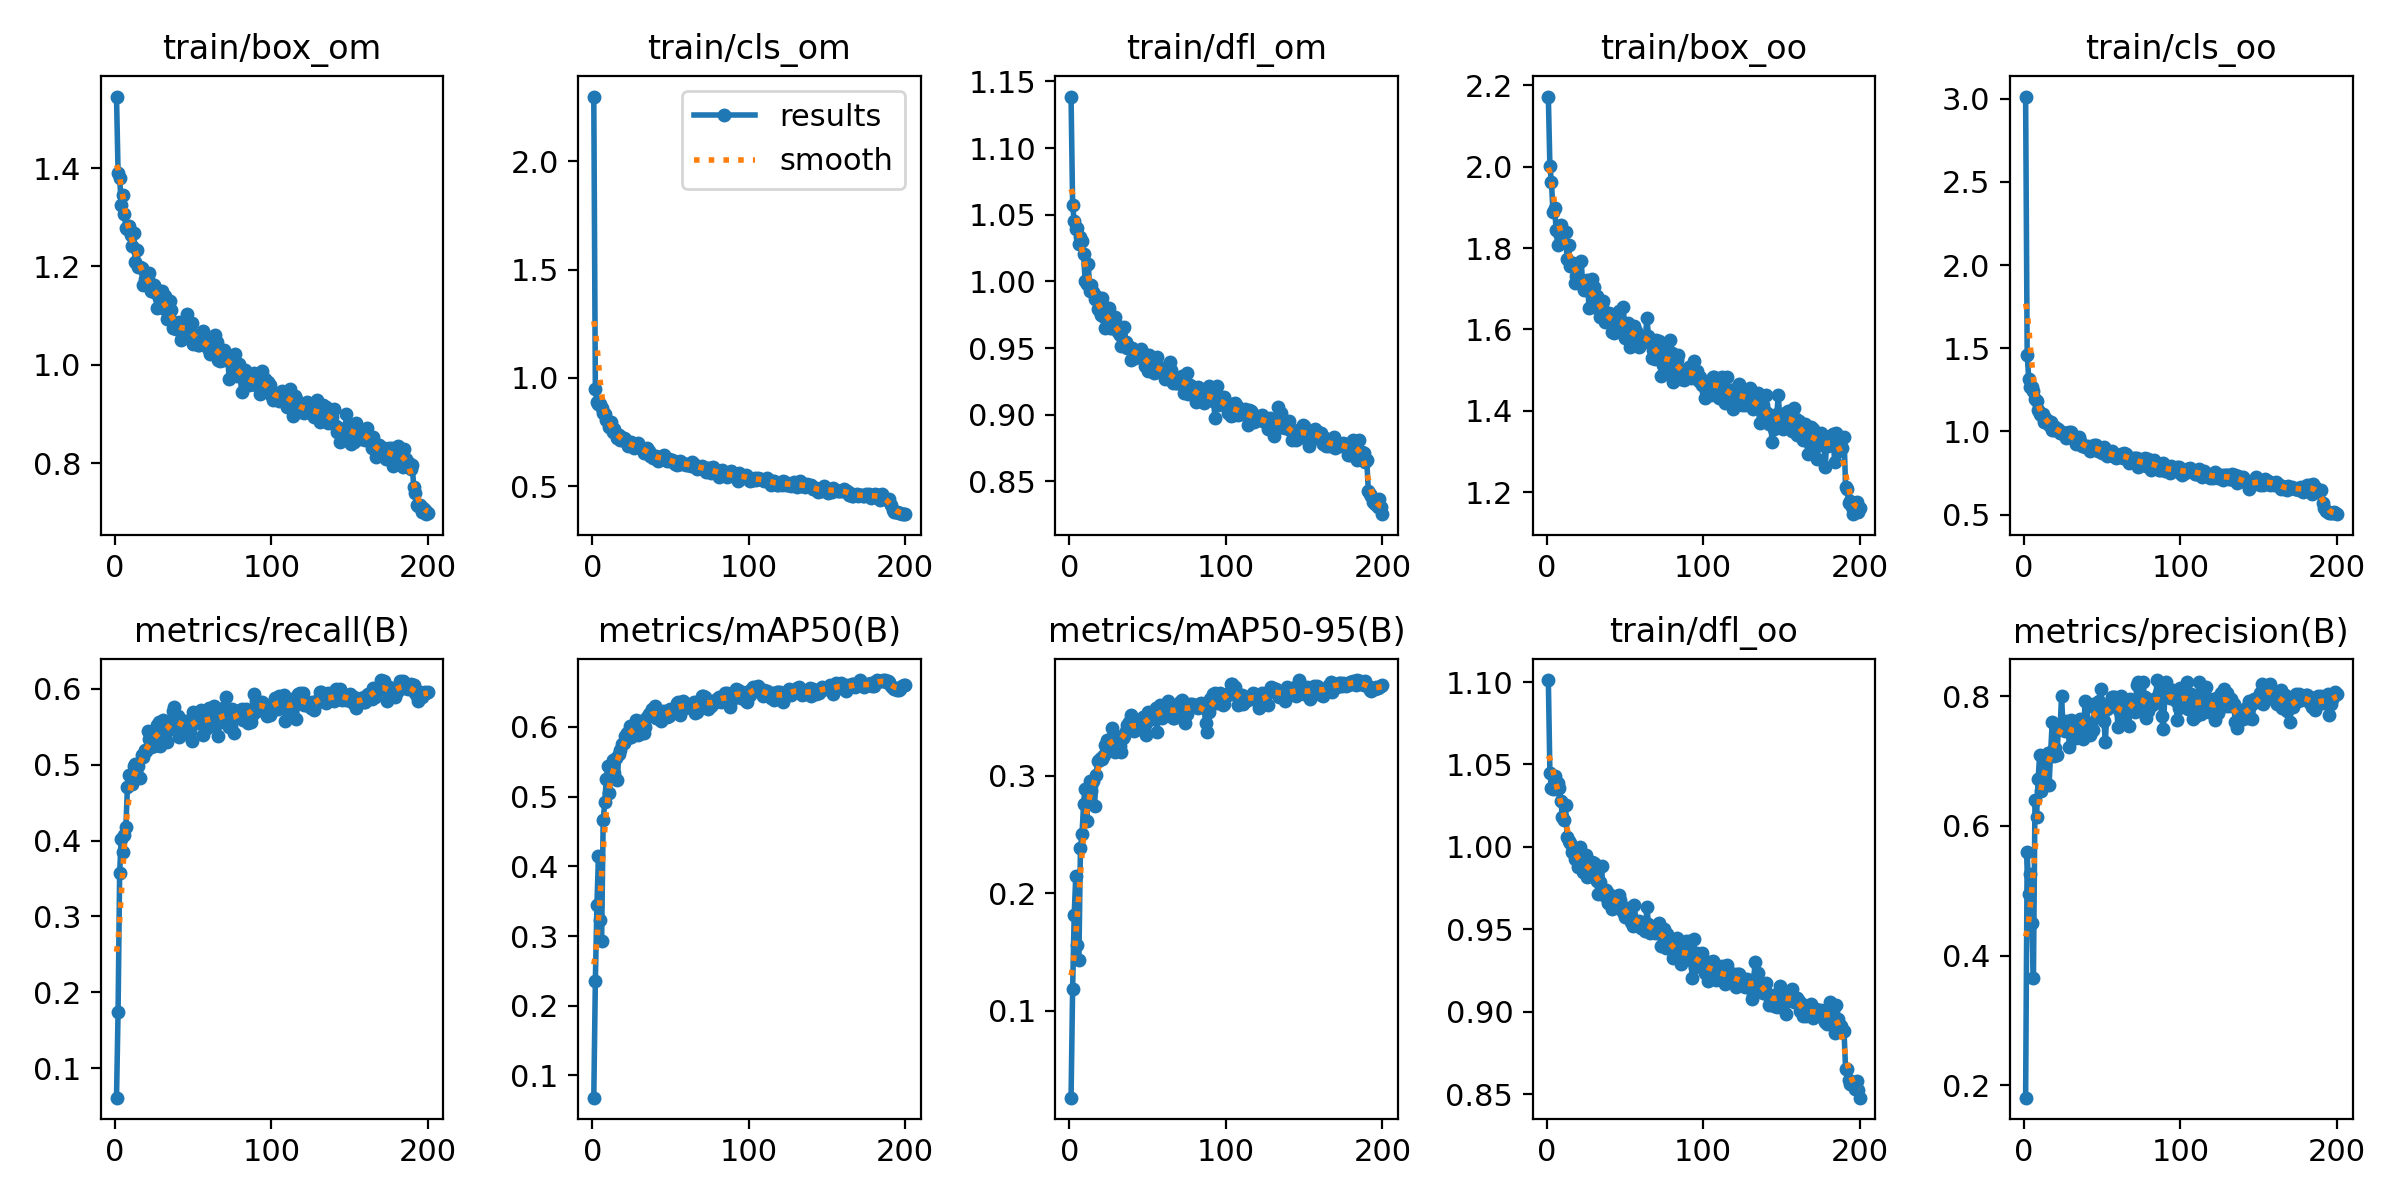 train/box_om
train/cls_om
train/dfl_om
train/box_oo
train/cls_oo
1.4
1.2
1.0
0.8
0 100 200
results
smooth
2.0
1.5
1.0
0.5
0 100 200
1.15
1.10
1.05
1.00
0.95
0.90
0.85
0 100 200
2.2
2.0
1.8
1.6
1.4
1.2
0 100 200
3.0
2.5
2.0
1.5
1.0
0.5
0 100 200
metrics/recall(B)
metrics/mAP50(B)
metrics/mAP50-95(B)
train/dfl_oo
metrics/precision(B)
0.6
0.5
0.4
0.3
0.2
0.1
0 100 200
0.6
0.5
0.4
0.3
0.2
0.1
0 100 200
0.3
0.2
0.1
0 100 200
1.10
1.05
1.00
0.95
0.90
0.85
0 100 200
0.8
0.6
0.4
0.2
0 100 200